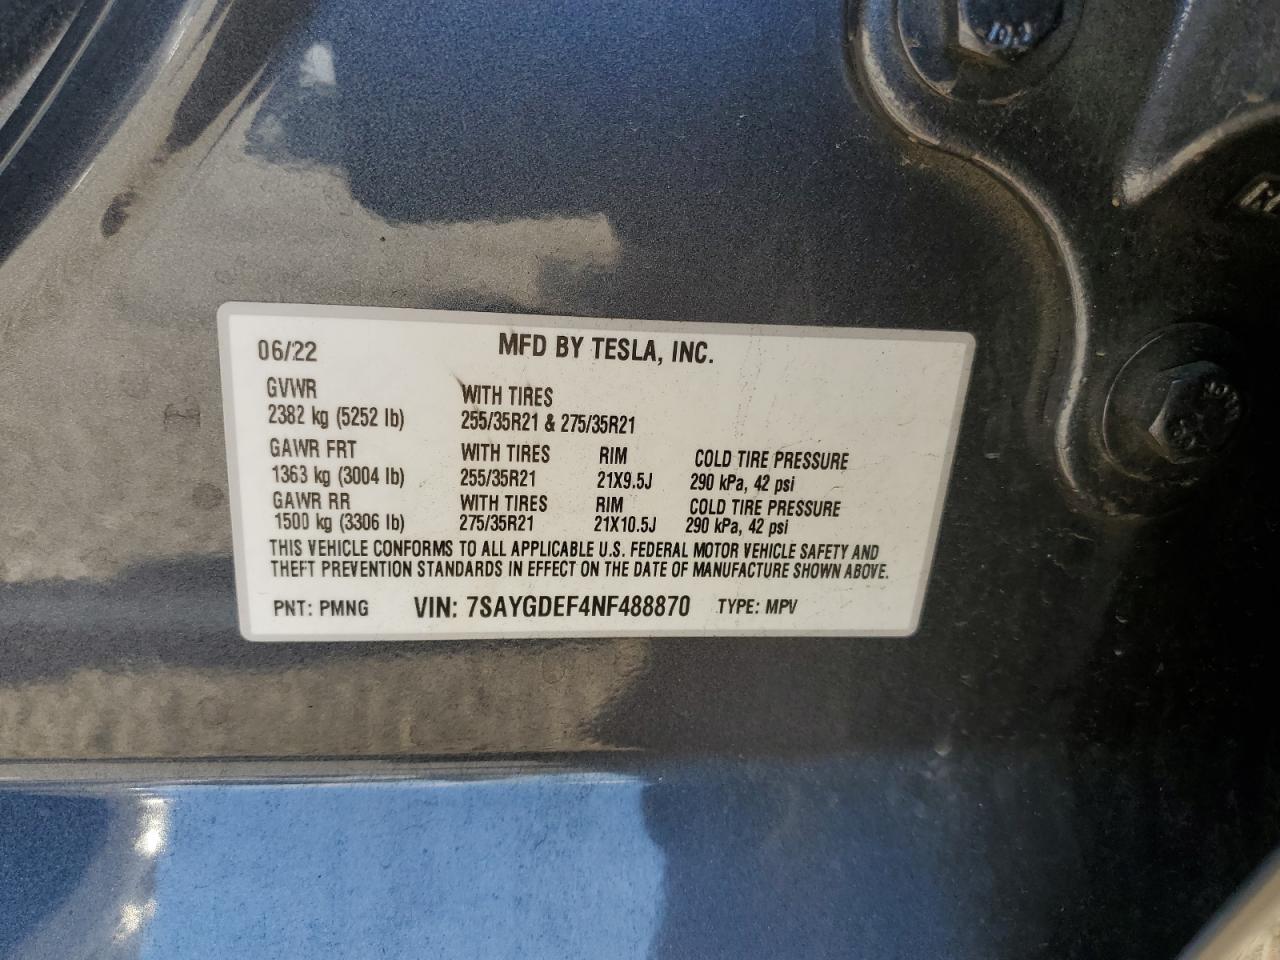 06/22 MFD BY TESLA, INC.
GVWR WITH TIRES
2382 kg (5252 lb) 255/35R21 & 275/35R21
GAWR FRT WITH TIRES RIM COLD TIRE PRESSURE
1363 kg (3004 lb) 255/35R21 21X9.5J 290 kPa, 42 psi
GAWR RR WITH TIRES RIM COLD TIRE PRESSURE
1500 kg (3306 lb) 275/35R21 21X10.5J 290 kPa, 42 psi
THIS VEHICLE CONFORMS TO ALL APPLICABLE U.S. FEDERAL MOTOR VEHICLE SAFETY AND
THEFT PREVENTION STANDARDS IN EFFECT ON THE DATE OF MANUFACTURE SHOWN ABOVE.
PNT: PMNG VIN: 7SAYGDEF4NF488870 TYPE: MPV